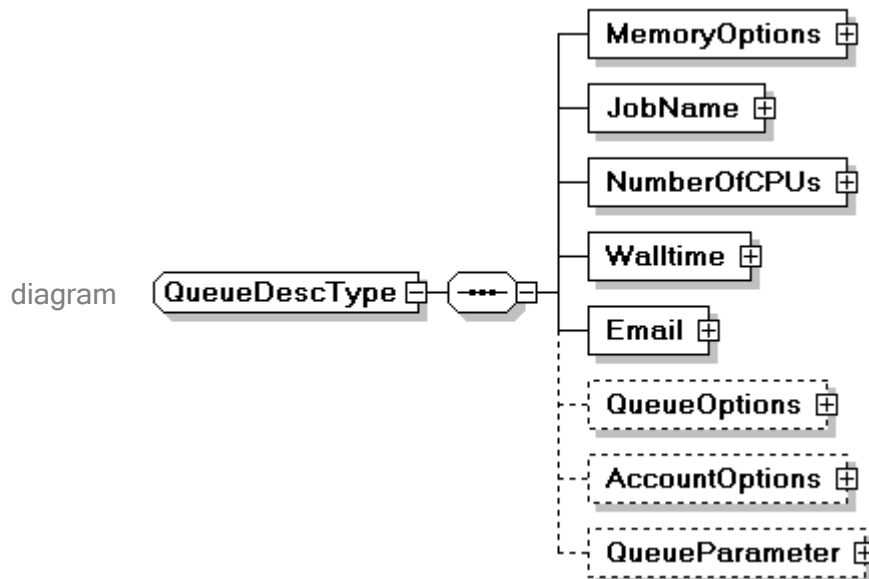 MemoryOptions
JobName
NumberOfCPUs
Walltime
diagram QueueDescType
Email
QueueOptions
AccountOptions
QueueParameter